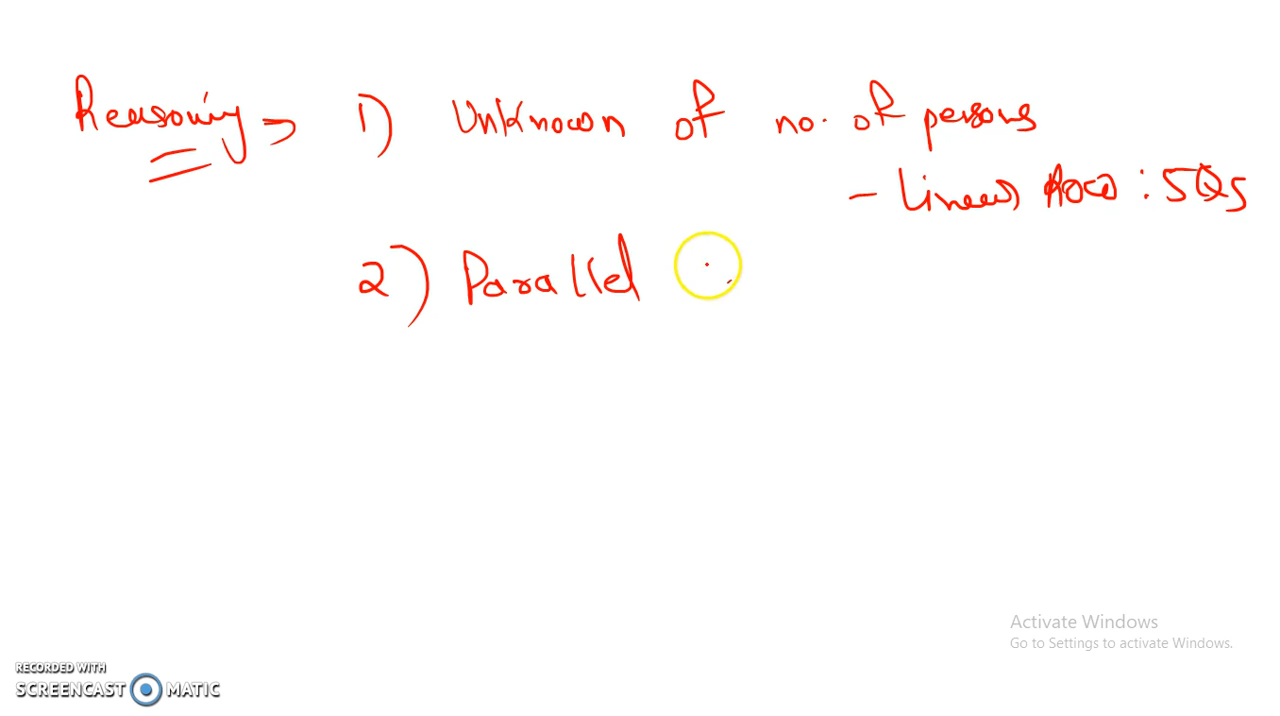 Reasoning => 1) Unknown of no. of persons
- Linear Row : 5Qs
2) Parallel
Activate Windows
Go to Settings to activate Windows.
RECORDED WITH
SCREENCAST MATIC